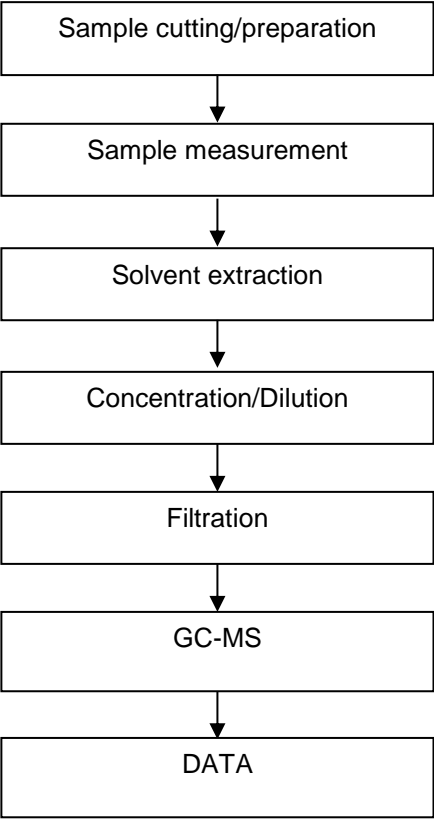 Sample cutting/preparation
Sample measurement
Solvent extraction
Concentration/Dilution
Filtration
GC-MS
DATA